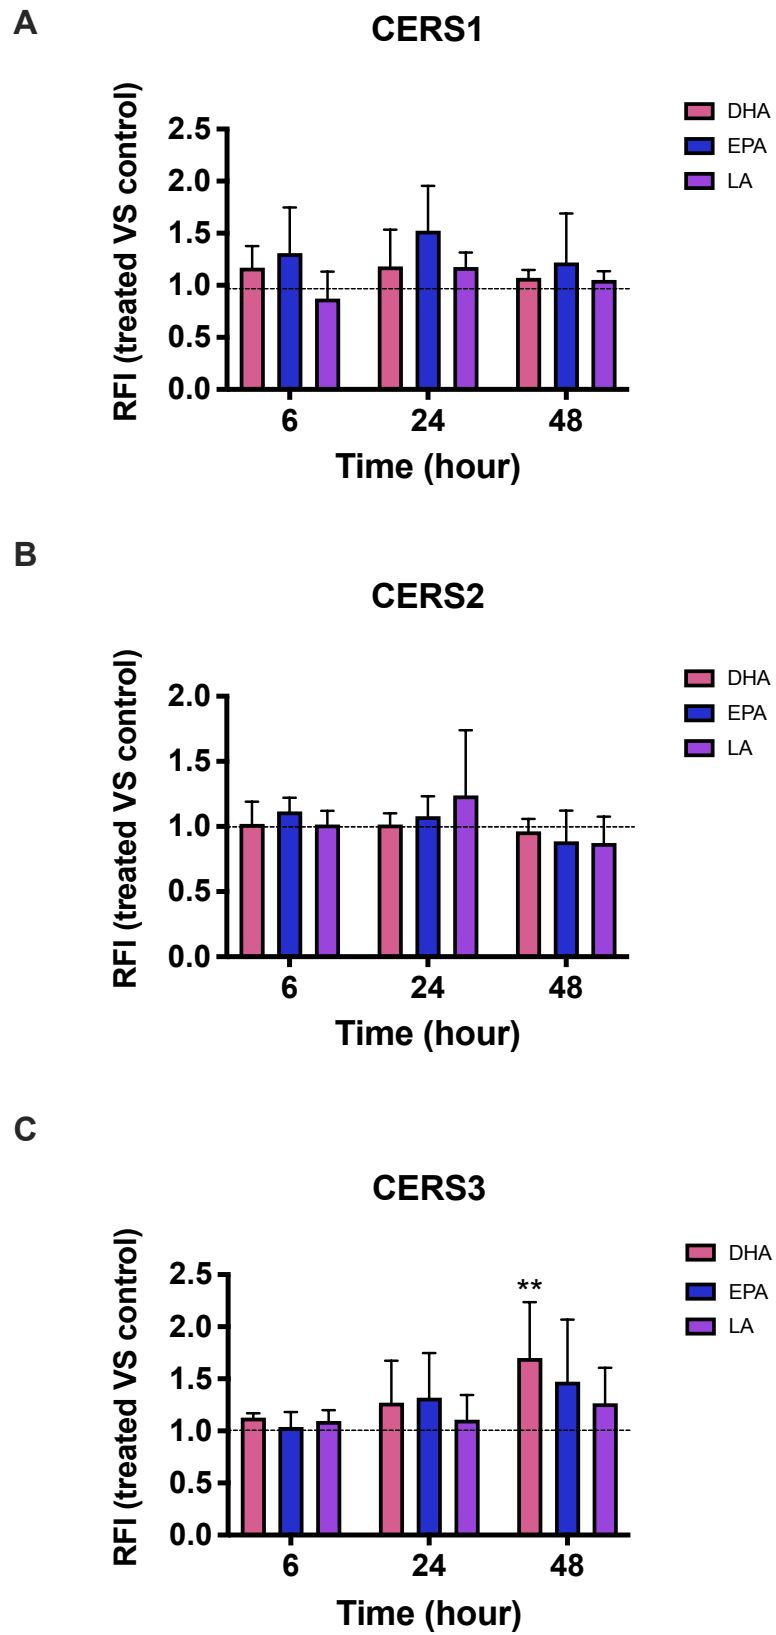 A
CERS1
RFI (treated VS control)
2.5
2.0
1.5
1.0
0.5
0.0
6 24 48
Time (hour)
DHA
EPA
LA
B
CERS2
RFI (treated VS control)
2.0
1.5
1.0
0.5
0.0
6 24 48
Time (hour)
DHA
EPA
LA
C
CERS3
RFI (treated VS control)
2.5
2.0
1.5
1.0
0.5
0.0
**
6 24 48
Time (hour)
DHA
EPA
LA